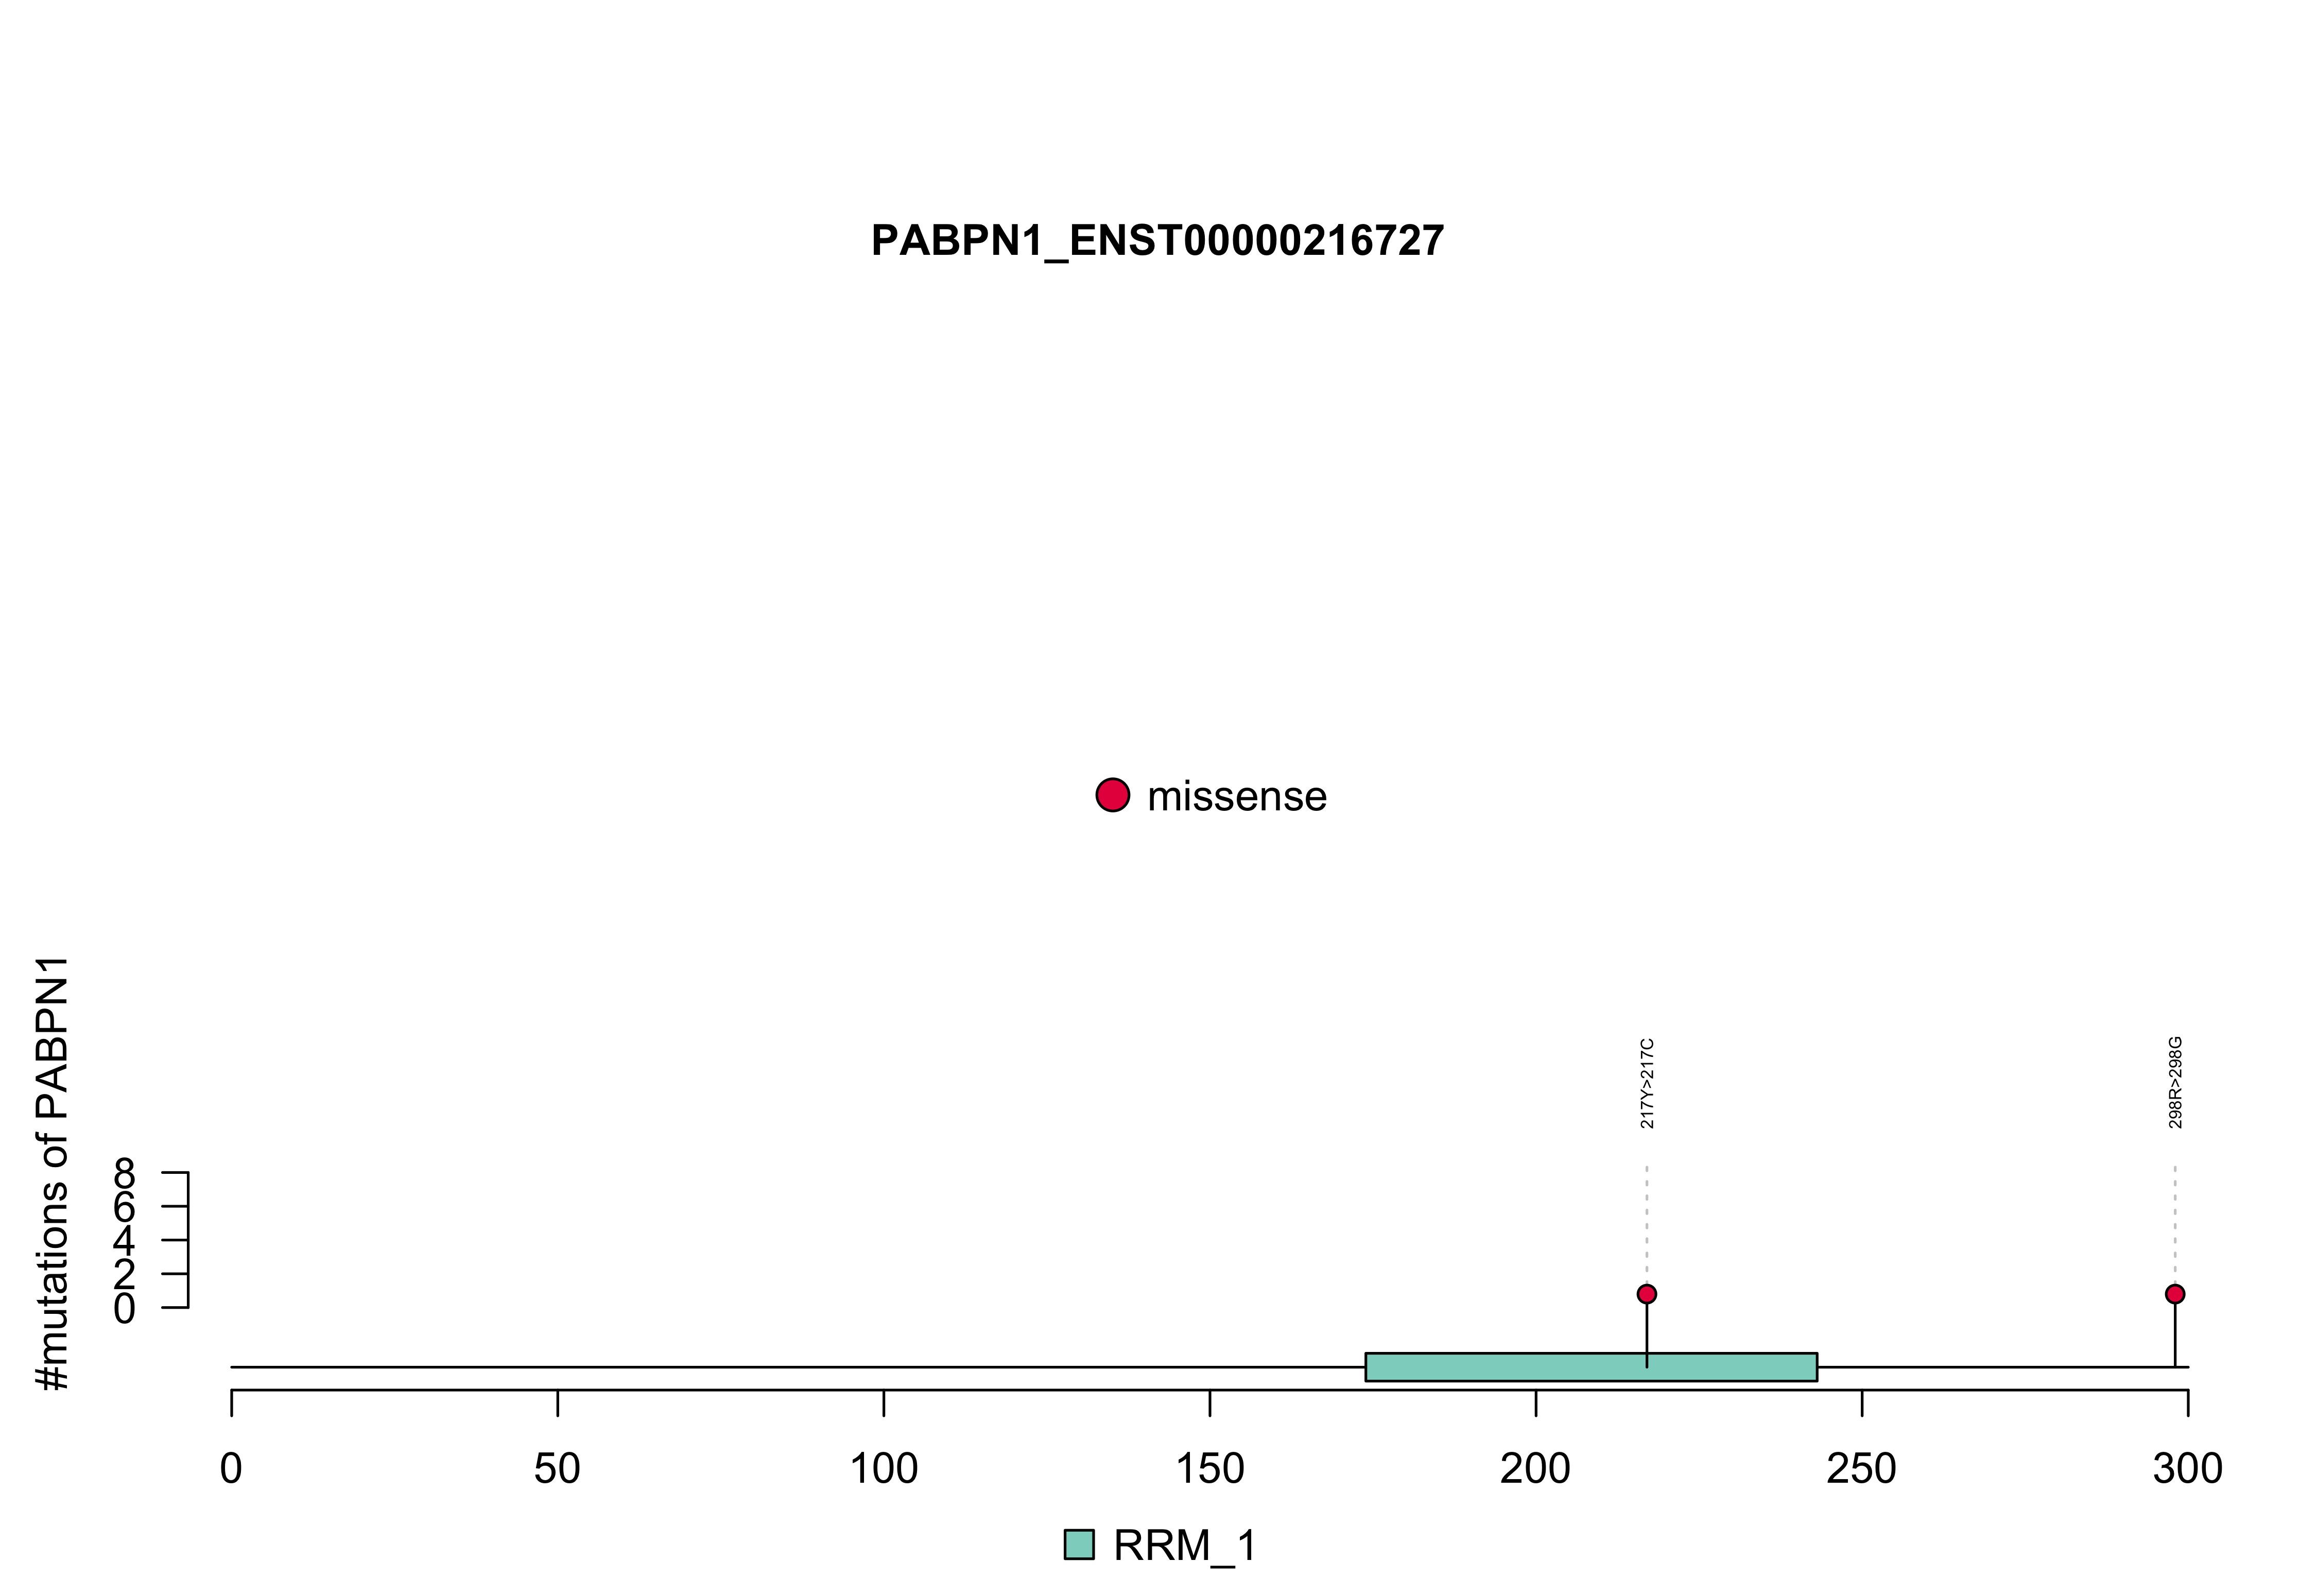 PABPN1_ENST00000216727
missense
#mutations of PABPN1
217Y>217C
298R>298G
8
6
4
2
0
0 50 100 150 200 250 300
RRM_1